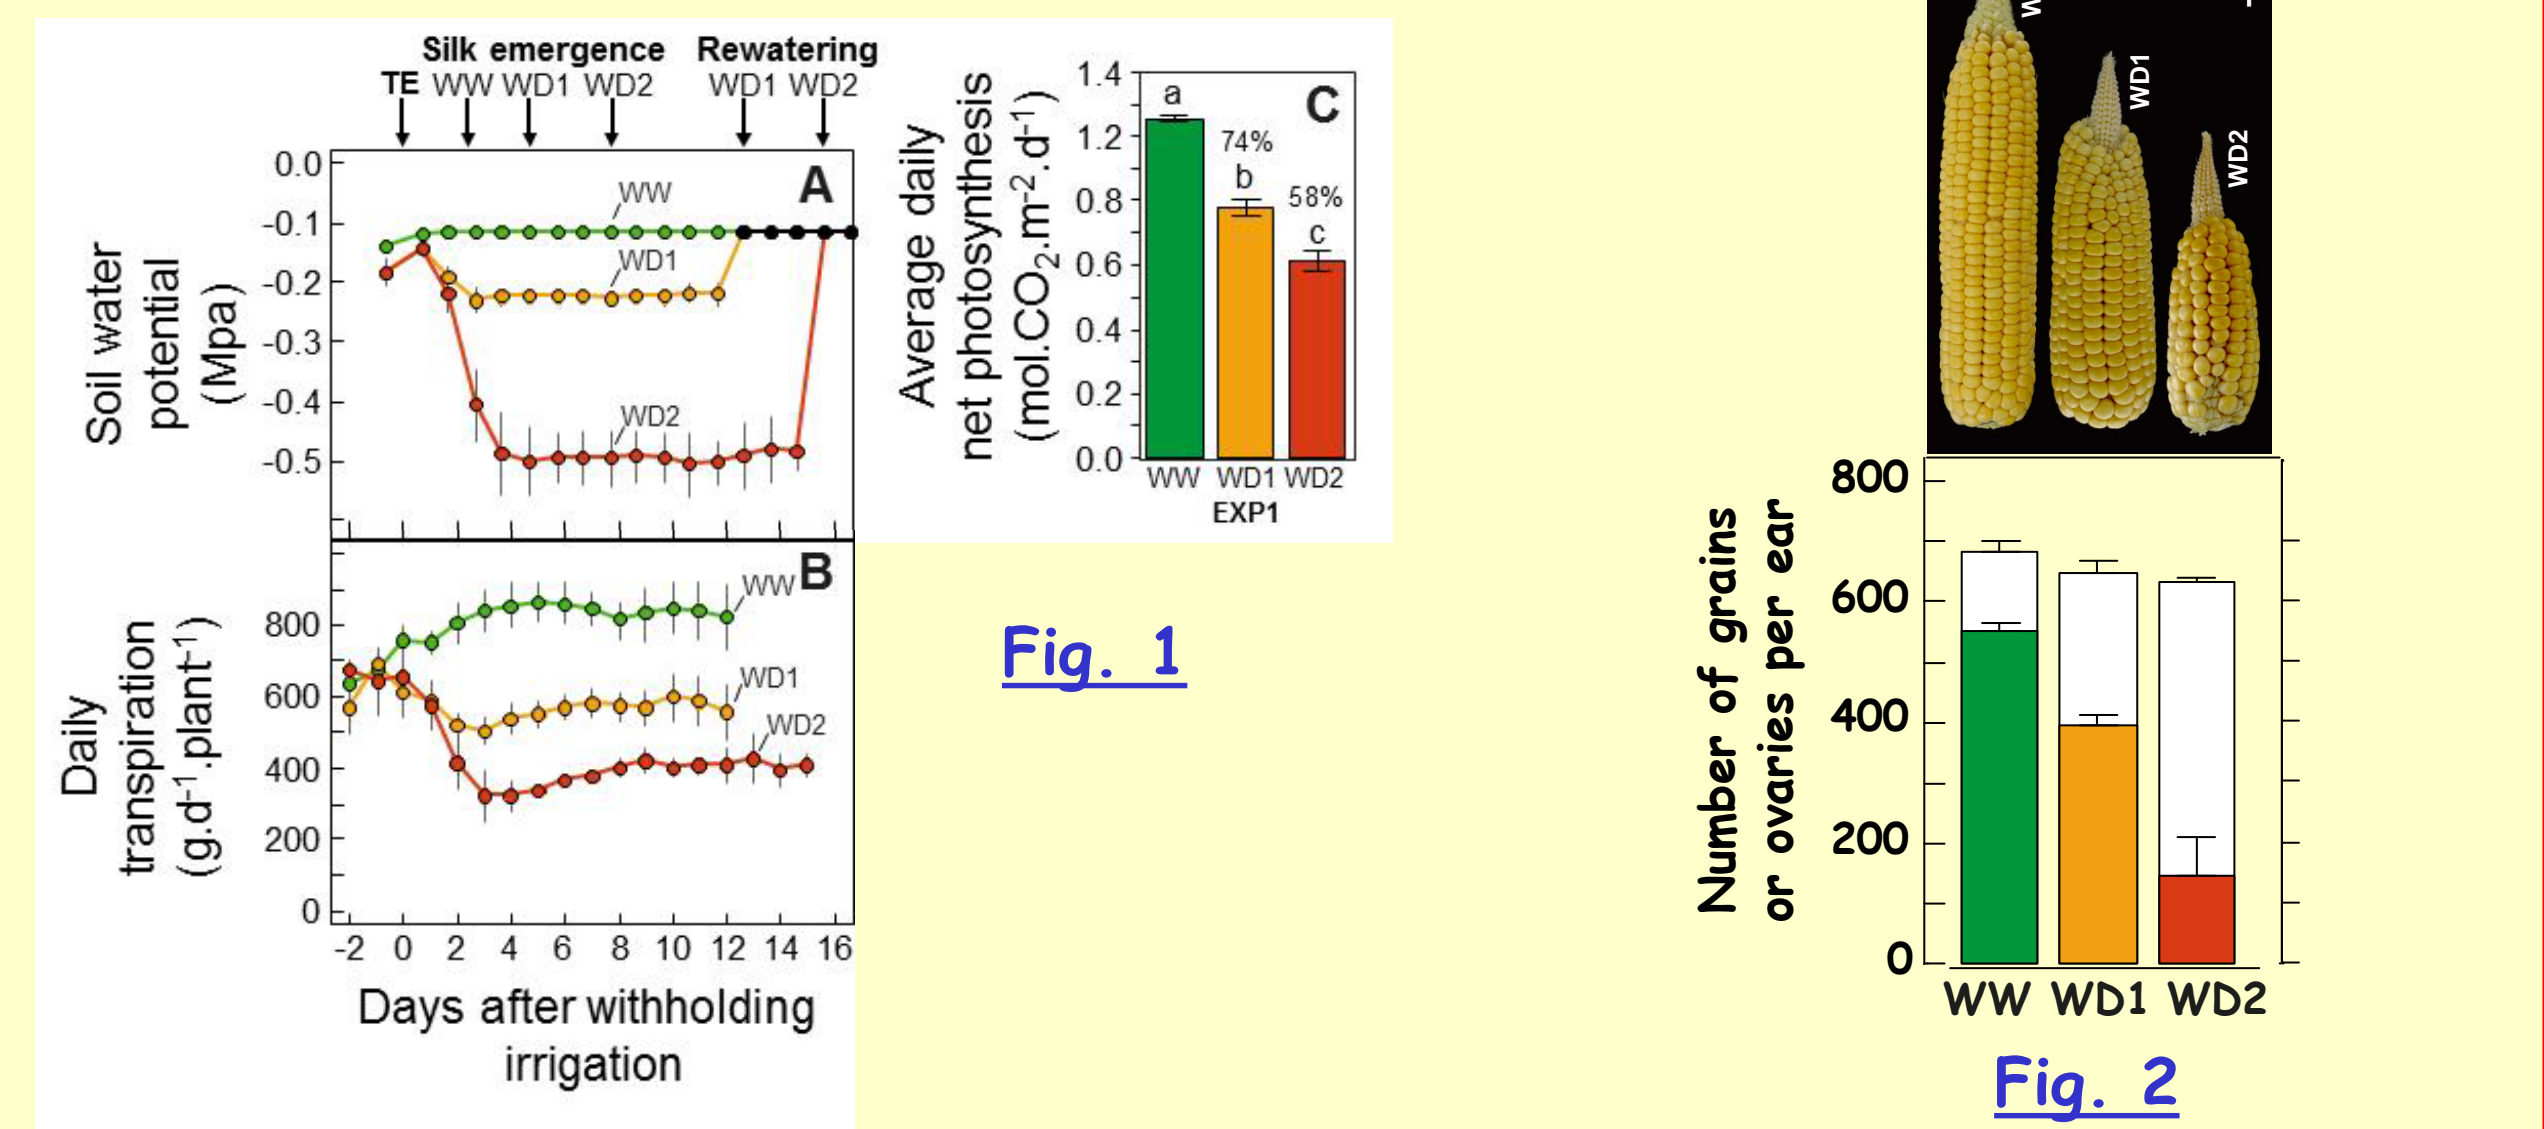 Silk emergence Rewatering
TE WW WD1 WD2 WD1 WD2
Soil water
potential
(Mpa)
0.0
-0.1
-0.2
-0.3
-0.4
-0.5
A
WW
WD1
WD2
Daily
transpiration
(g.d-1.plant-1)
800
600
400
200
0
B
WW
WD1
WD2
-2 0 2 4 6 8 10 12 14 16
Days after withholding
irrigation
Average daily
net photosynthesis
(mol.CO2.m-2.d-1)
1.4
1.2
0.8
0.6
0.4
0.2
0.0
C
a
74%
b
58%
c
WW WD1 WD2
EXP1
Fig. 1
WD1
WD2
Number of grains
or ovaries per ear
800
600
400
200
0
WW WD1 WD2
Fig. 2